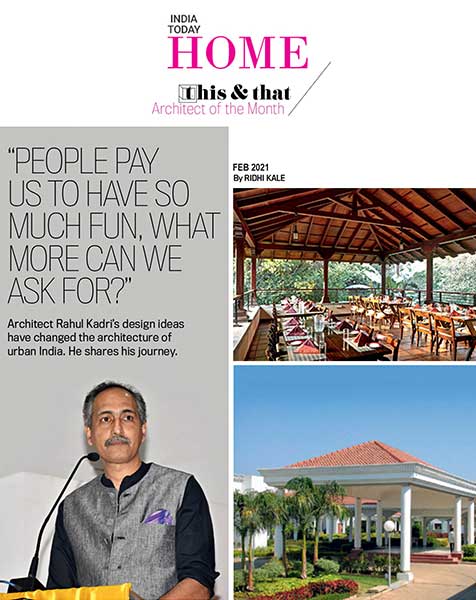 INDIA
TODAY
HOME
this & that
Architect of the Month
“PEOPLE PAY
US TO HAVE SO
MUCH FUN, WHAT
MORE CAN WE
ASK FOR?”
Architect Rahul Kadri’s design ideas
have changed the architecture of
urban India. He shares his journey.
FEB 2021
By RIDHI KALE